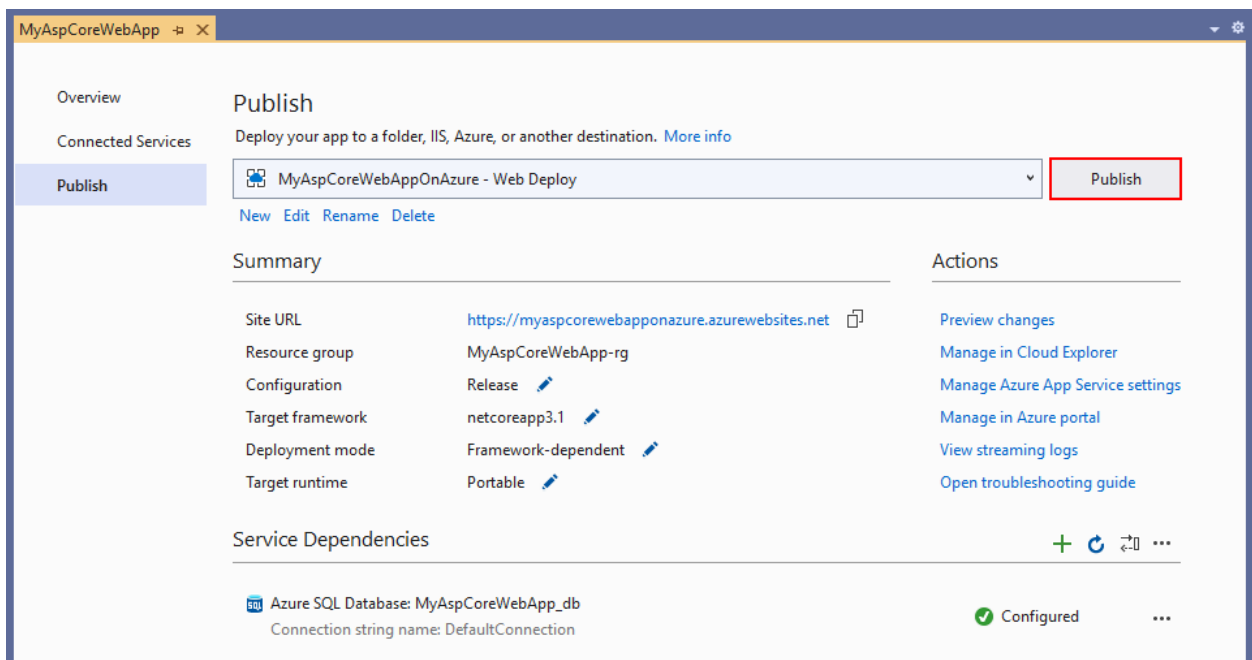 MyAspCoreWebApp
Overview
Connected Services
Publish
Publish
Deploy your app to a folder, IIS, Azure, or another destination. More info
MyAspCoreWebAppOnAzure - Web Deploy
Publish
New Edit Rename Delete
Summary
Site URL https://myaspcorewebapponazure.azurewebsites.net
Resource group MyAspCoreWebApp-rg
Configuration Release
Target framework netcoreapp3.1
Deployment mode Framework-dependent
Target runtime Portable
Actions
Preview changes
Manage in Cloud Explorer
Manage Azure App Service settings
Manage in Azure portal
View streaming logs
Open troubleshooting guide
Service Dependencies
SQL
Azure SQL Database: MyAspCoreWebApp_db
Connection string name: DefaultConnection
Configured